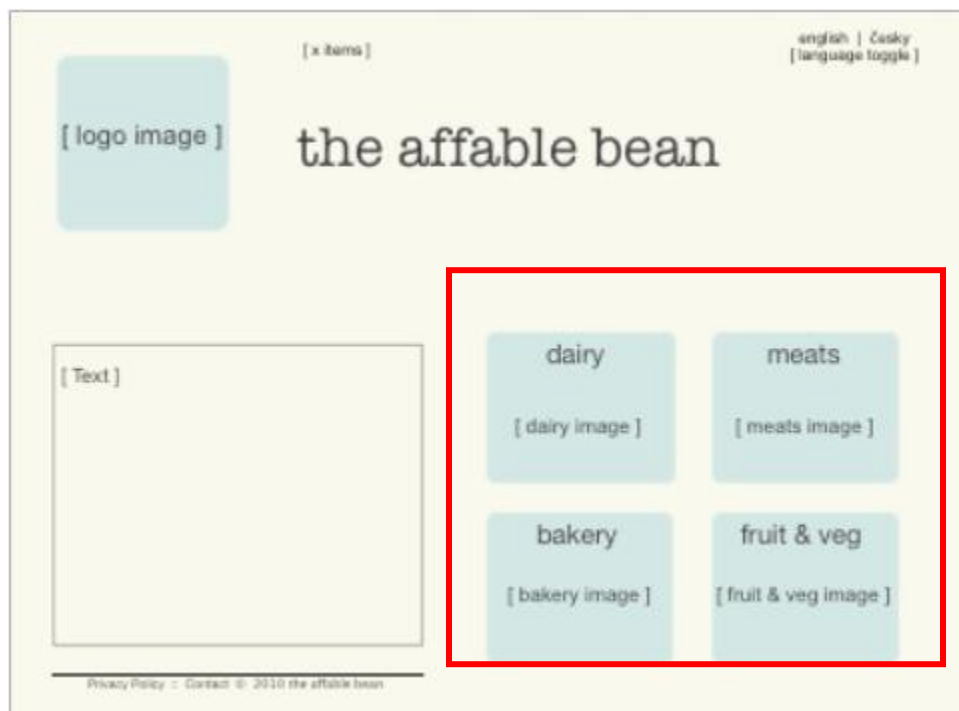 [ x items ]
english | česky
[ language toggle ]
[ logo image ]
the affable bean
[ Text ]
dairy
meats
[ dairy image ]
[ meats image ]
bakery
fruit & veg
[ bakery image ]
[ fruit & veg image ]
Privacy Policy :: Contact © 2010 the affable bean